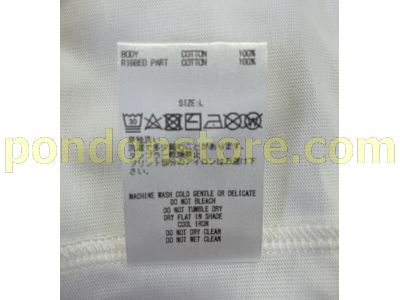 BODY COTTON 100%
RIBBED PART COTTON 100%
SIZE:L
30
pondonstore.com
さい。
MACHINE WASH COLD GENTLE OR DELICATE
DO NOT BLEACH
DO NOT TUMBLE DRY
DRY FLAT IN SHADE
COOL IRON
DO NOT DRY CLEAN
DO NOT WET CLEAN